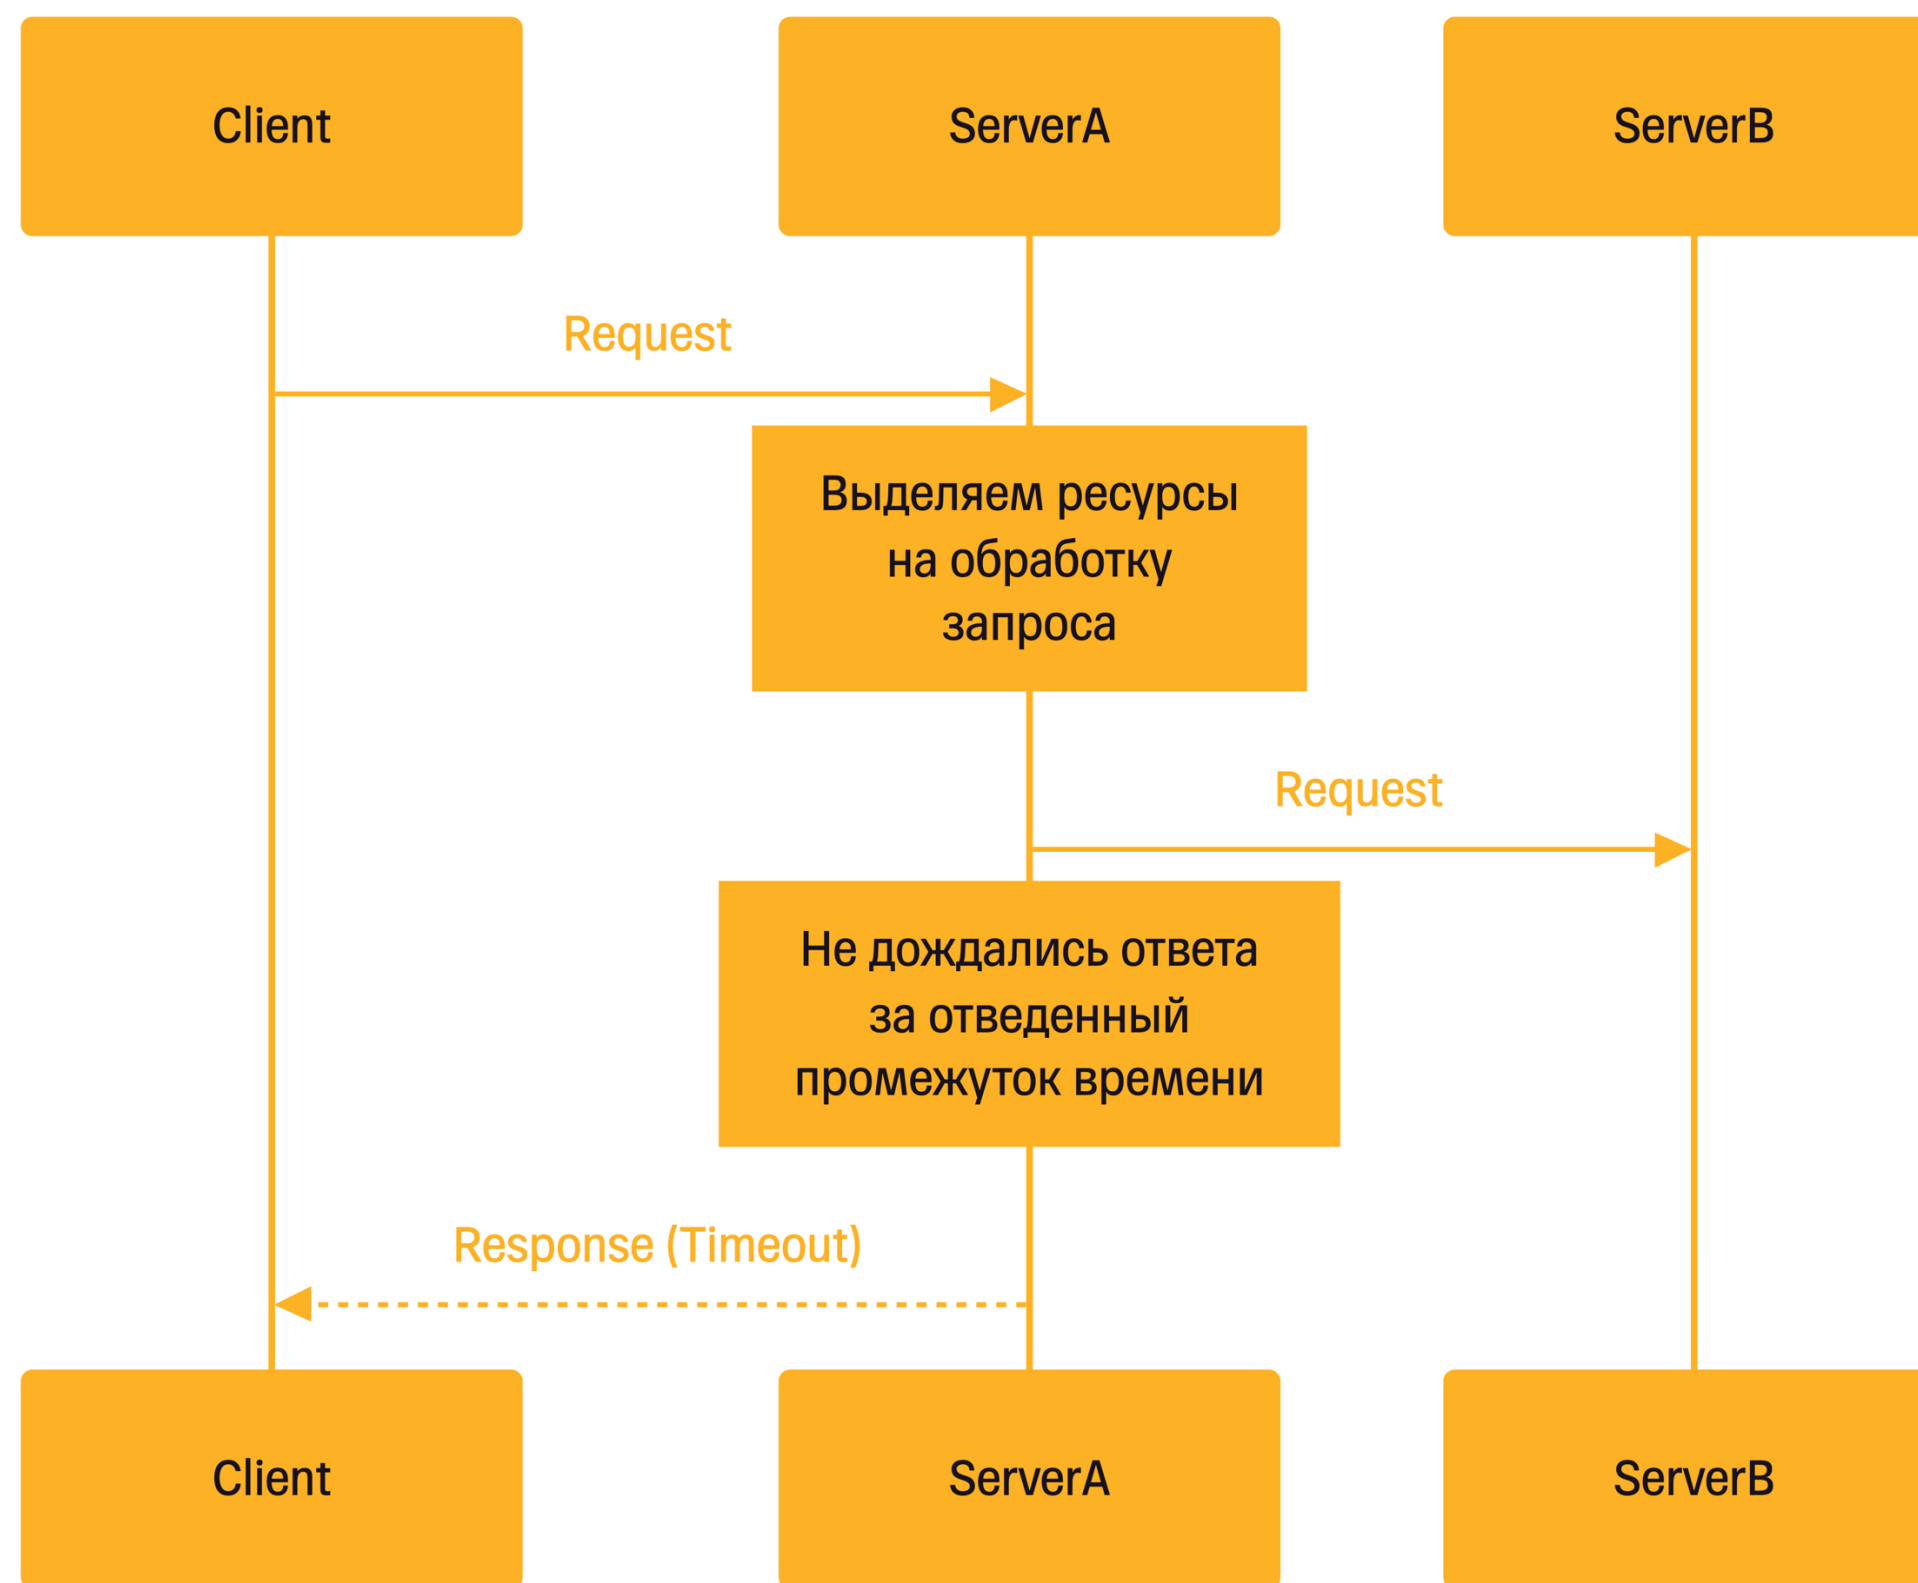 Client
ServerA
ServerB
Request
Выделяем ресурсы
на обработку
запроса
Request
Не дождались ответа
за отведенный
промежуток времени
Response (Timeout)
Client
ServerA
ServerB